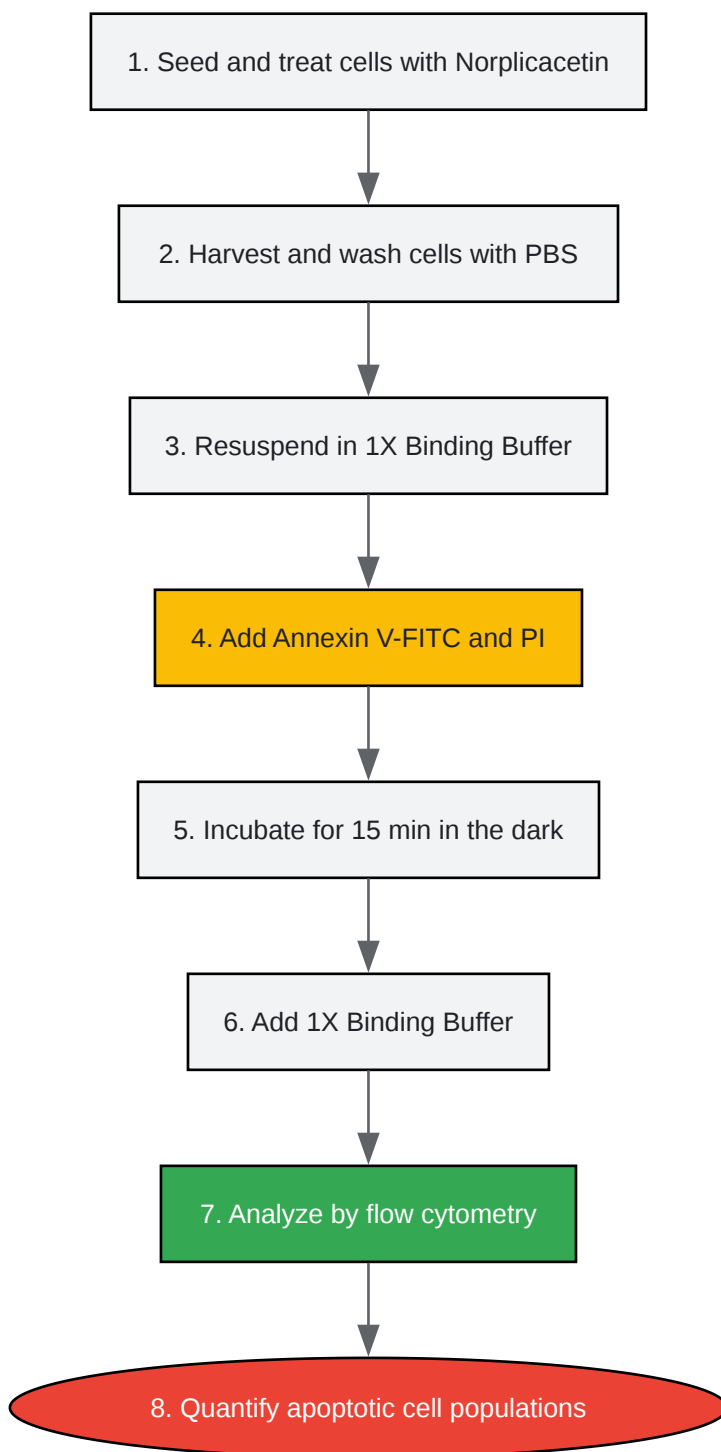 1. Seed and treat cells with Norplicacetin
2. Harvest and wash cells with PBS
3. Resuspend in 1X Binding Buffer
4. Add Annexin V-FITC and PI
5. Incubate for 15 min in the dark
6. Add 1X Binding Buffer
7. Analyze by flow cytometry
8. Quantify apoptotic cell populations